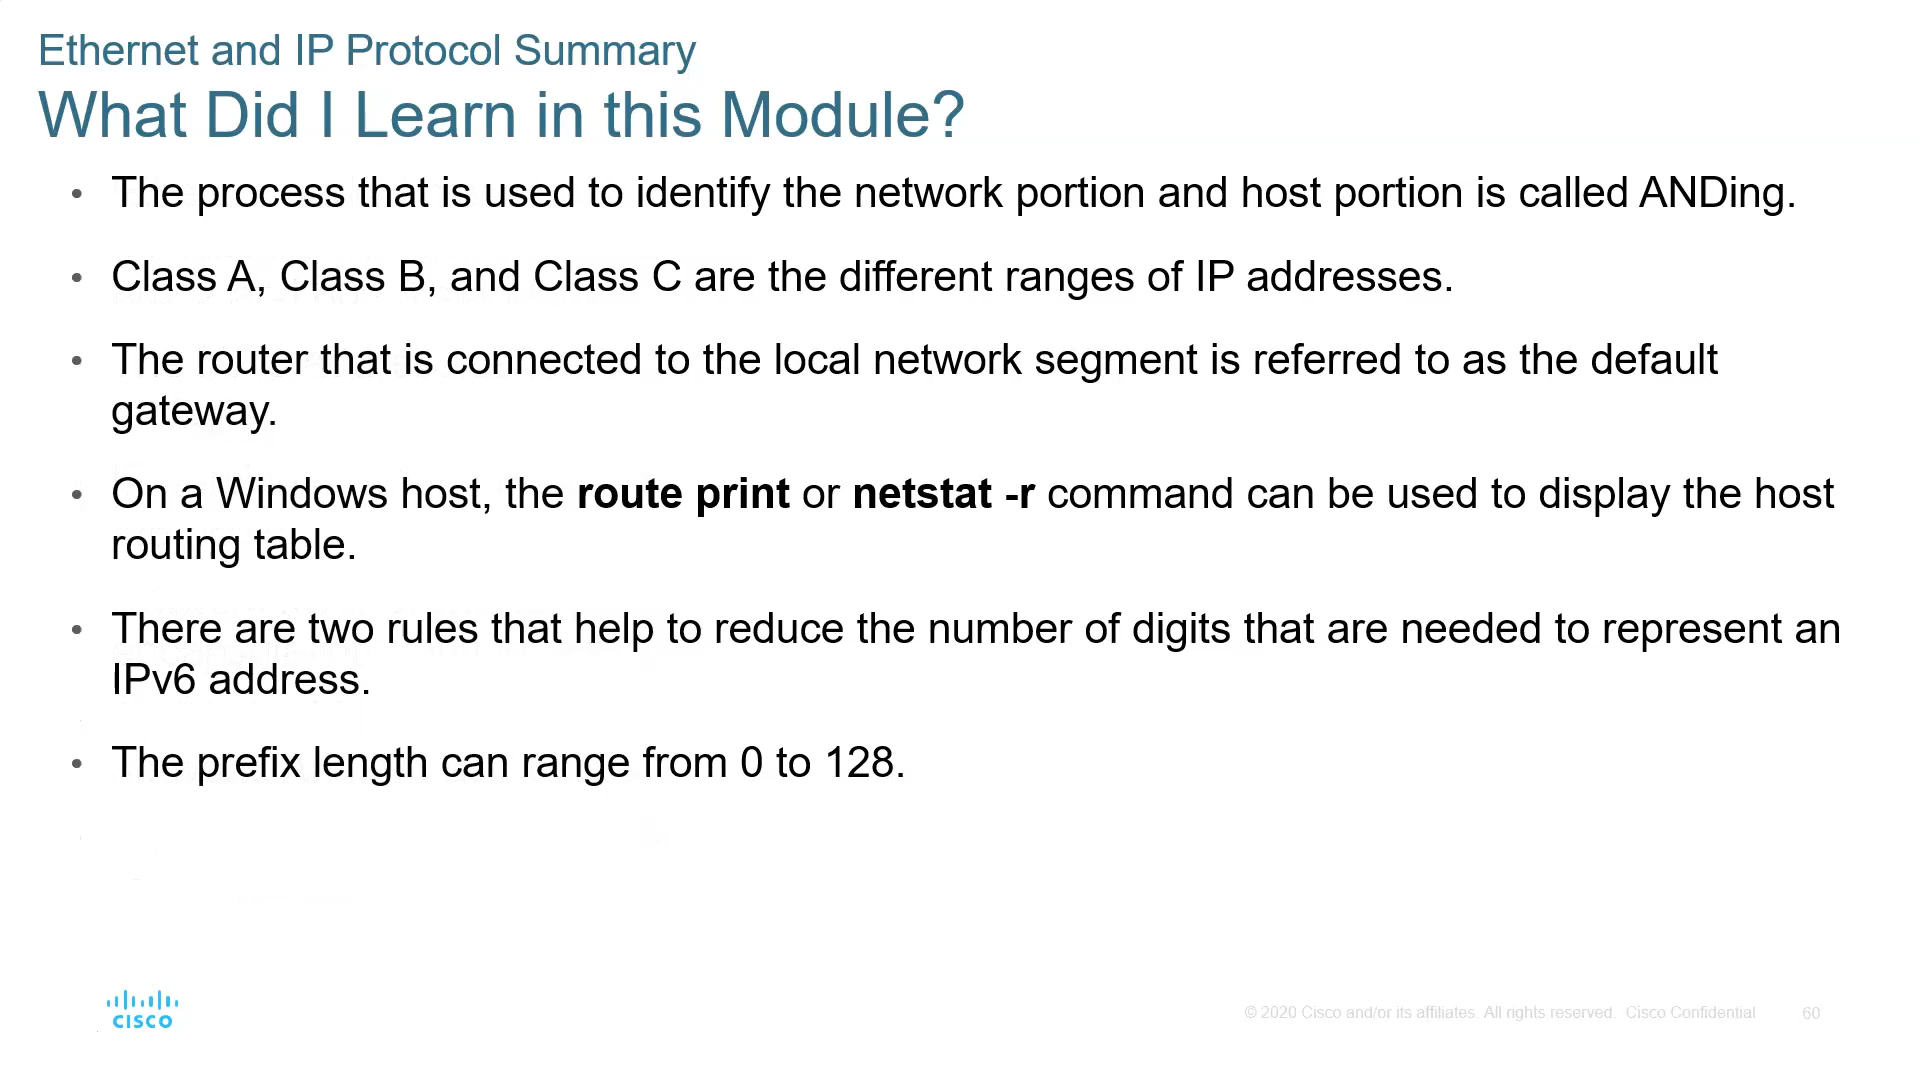 Ethernet and IP Protocol Summary
What Did I Learn in this Module?
• The process that is used to identify the network portion and host portion is called ANDing.
• Class A, Class B, and Class C are the different ranges of IP addresses.
• The router that is connected to the local network segment is referred to as the default
gateway.
• On a Windows host, the route print or netstat -r command can be used to display the host
routing table.
• There are two rules that help to reduce the number of digits that are needed to represent an
IPv6 address.
• The prefix length can range from 0 to 128.
CISCO
© 2020 Cisco and/or its affiliates. All rights reserved. Cisco Confidential 60